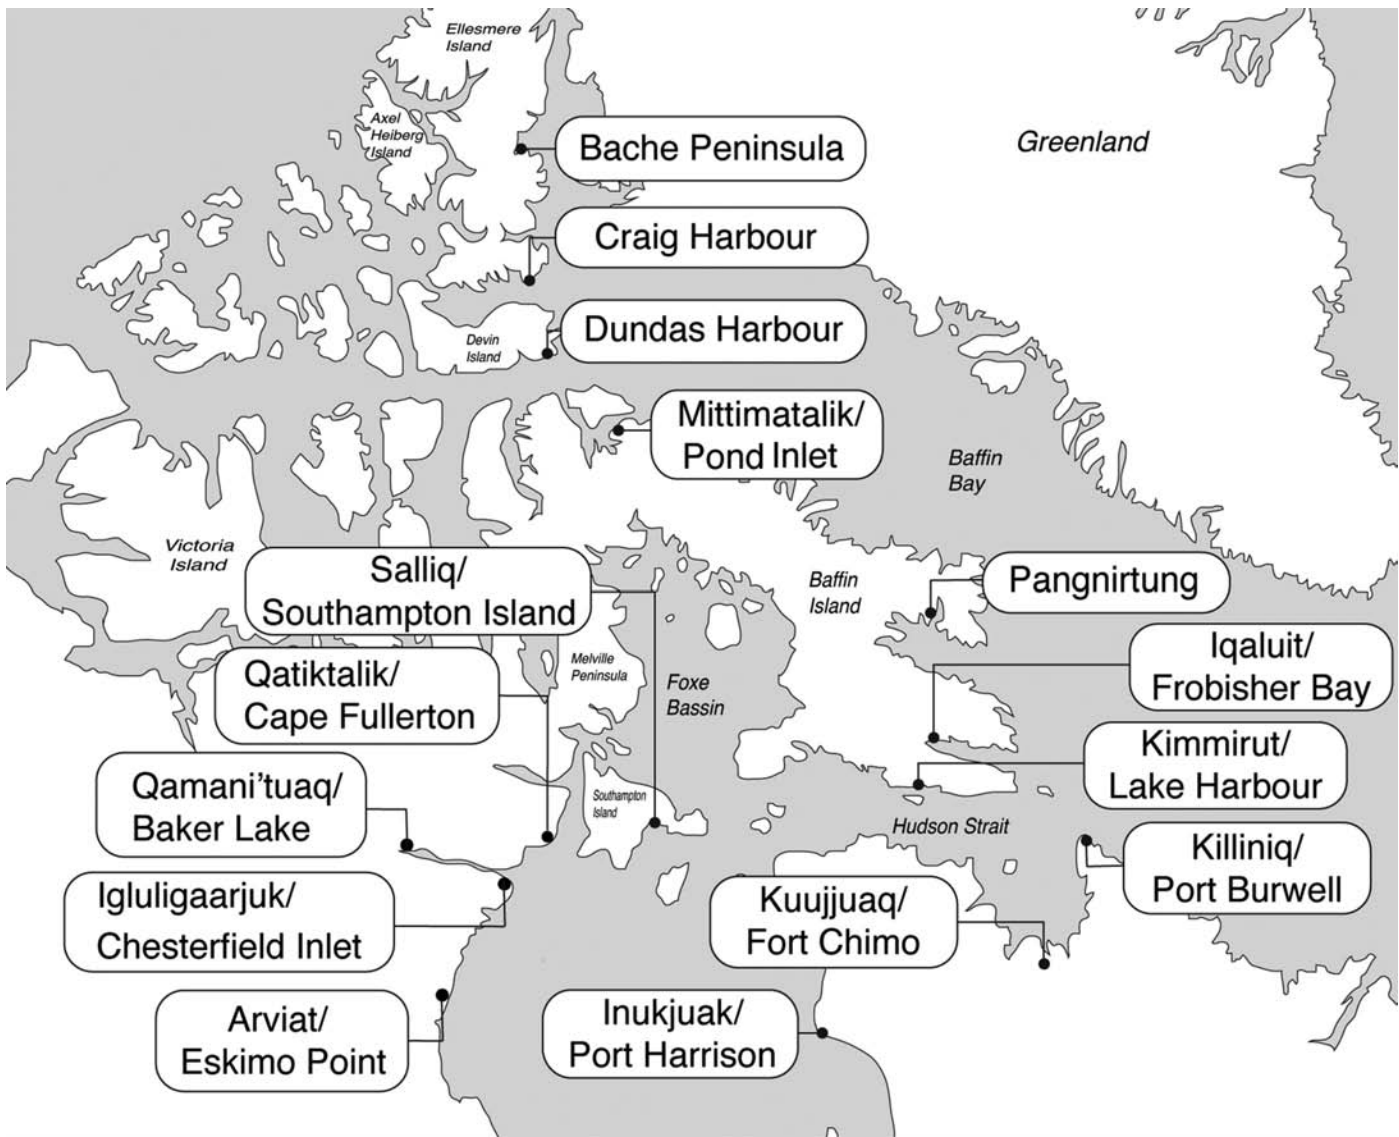 Ellesmere
Island
Axel
Heiberg
Island
Greenland
Bache Peninsula
Craig Harbour
Dundas Harbour
Devin
Island
Mittimatalik/
Pond Inlet
Baffin
Bay
Victoria
Island
Salliq/
Southampton Island
Baffin
Island
Pangnirtung
Qatiktalik/
Cape Fullerton
Melville
Peninsula
Foxe
Bassin
Iqaluit/
Frobisher Bay
Kimmirut/
Lake Harbour
Qamani'tuaq/
Baker Lake
Southampton
Island
Hudson Strait
Killiniq/
Port Burwell
Igluligaarjuk/
Chesterfield Inlet
Kuujjuaq/
Fort Chimo
Arviat/
Eskimo Point
Inukjuak/
Port Harrison